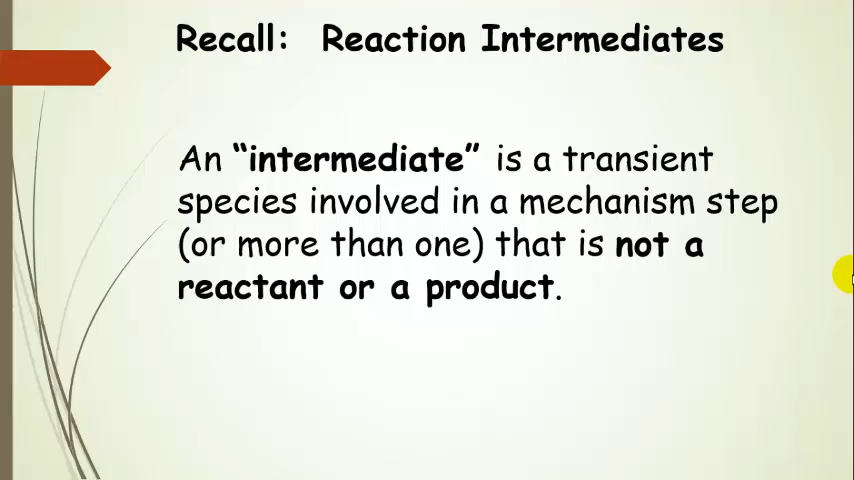 Recall: Reaction Intermediates
An “intermediate” is a transient
species involved in a mechanism step
(or more than one) that is not a
reactant or a product.